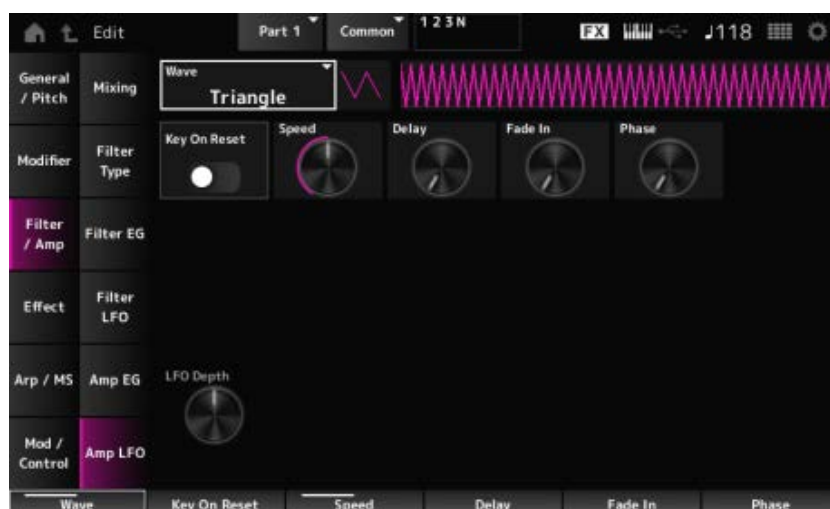 Edit
Part 1
Common
1 2 3 N
FX
♩118
General
/ Pitch
Mixing
Wave
Triangle
Key On Reset
Speed
Delay
Fade In
Phase
Modifier
Filter
Type
Filter
/ Amp
Filter EG
Effect
Filter
LFO
Arp / MS
Amp EG
LFO Depth
Mod /
Control
Amp LFO
Wave
Key On Reset
Speed
Delay
Fade In
Phase